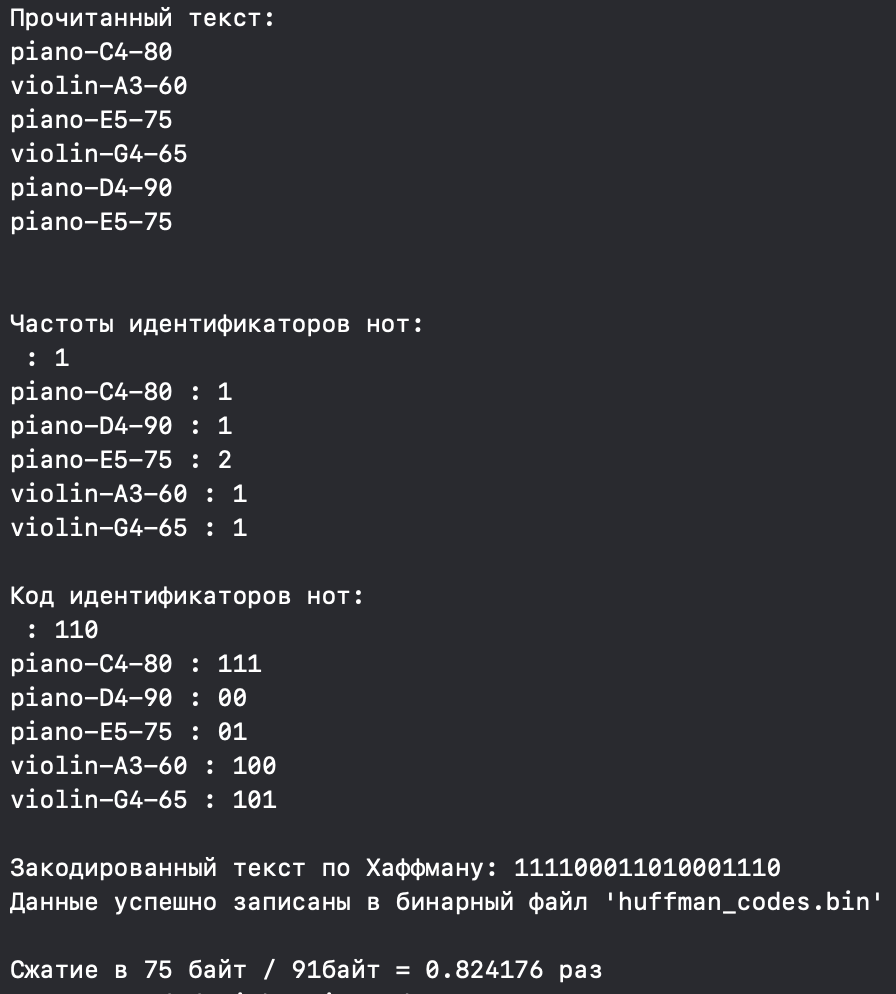 Прочитанный текст:
piano-C4-80
violin-A3-60
piano-E5-75
violin-G4-65
piano-D4-90
piano-E5-75
Частоты идентификаторов нот:
: 1
piano-C4-80 : 1
piano-D4-90 : 1
piano-E5-75 : 2
violin-A3-60 : 1
violin-G4-65 : 1
Код идентификаторов нот:
: 110
piano-C4-80 : 111
piano-D4-90 : 00
piano-E5-75 : 01
violin-A3-60 : 100
violin-G4-65 : 101
Закодированный текст по Хаффману: 111100011010001110
Данные успешно записаны в бинарный файл 'huffman_codes.bin'
Сжатие в 75 байт / 91байт = 0.824176 раз